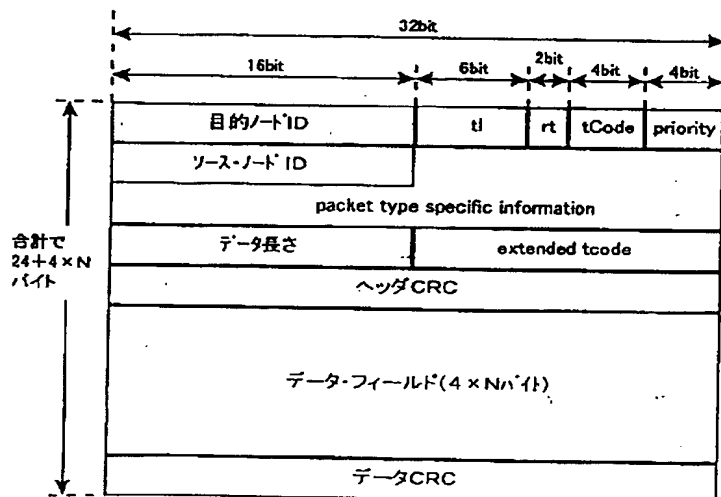 32bit
16bit 6bit 2bit 4bit 4bit
目的ノードID tl rt tCode priority
ソース・ノードID
packet type specific information
データ長さ extended tcode
ヘッダCRC
データ・フィールド(4×Nバイト)
データCRC
合計で
24+4×N
バイト